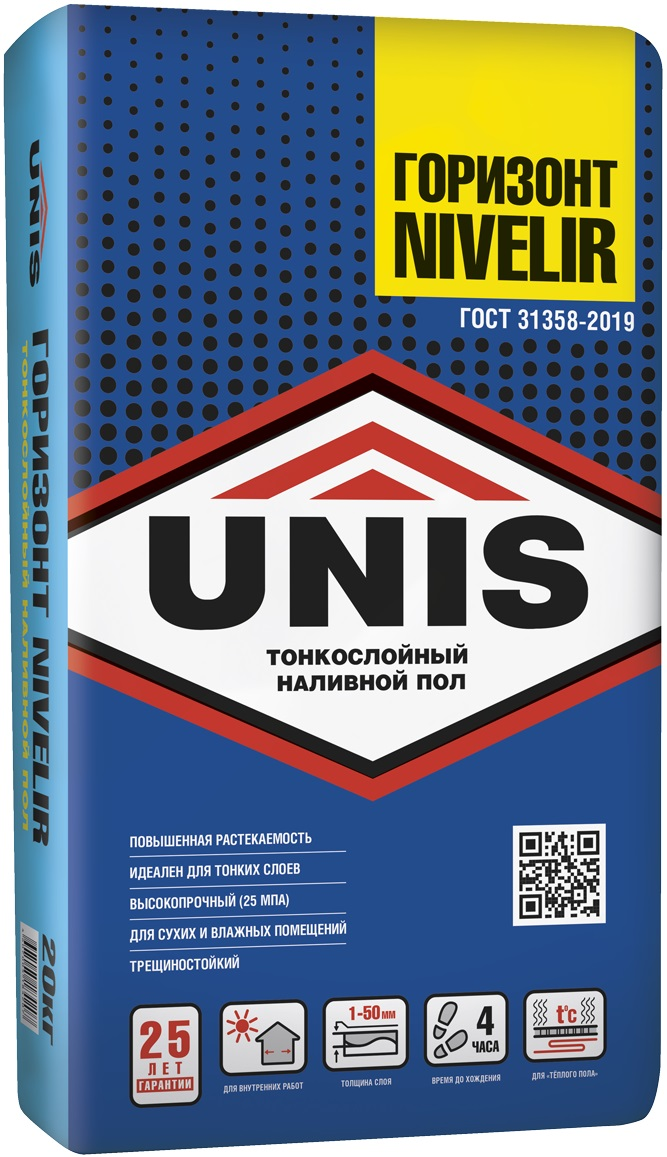 ГОРИЗОНТ
NIVELIR
ГОСТ 31358-2019
UNIS
ТОНКОСЛОЙНЫЙ
НАЛИВНОЙ ПОЛ
ПОВЫШЕННАЯ РАСТЕКАЕМОСТЬ
ИДЕАЛЕН ДЛЯ ТОНКИХ СЛОЕВ
ВЫСОКОПРОЧНЫЙ (25 МПА)
ДЛЯ СУХИХ И ВЛАЖНЫХ ПОМЕЩЕНИЙ
ТРЕЩИНОСТОЙКИЙ
25
ЛЕТ
ГАРАНТИИ
ДЛЯ ВНУТРЕННИХ РАБОТ
1-50 мм
ТОЛЩИНА СЛОЯ
4
ЧАСА
ВРЕМЯ ДО ХОЖДЕНИЯ
t°c
ДЛЯ «ТЁПЛОГО ПОЛА»
UNIS
ГОРИЗОНТ NIVELIR
ТОНКОСЛОЙНЫЙ НАЛИВНОЙ ПОЛ
20КГ